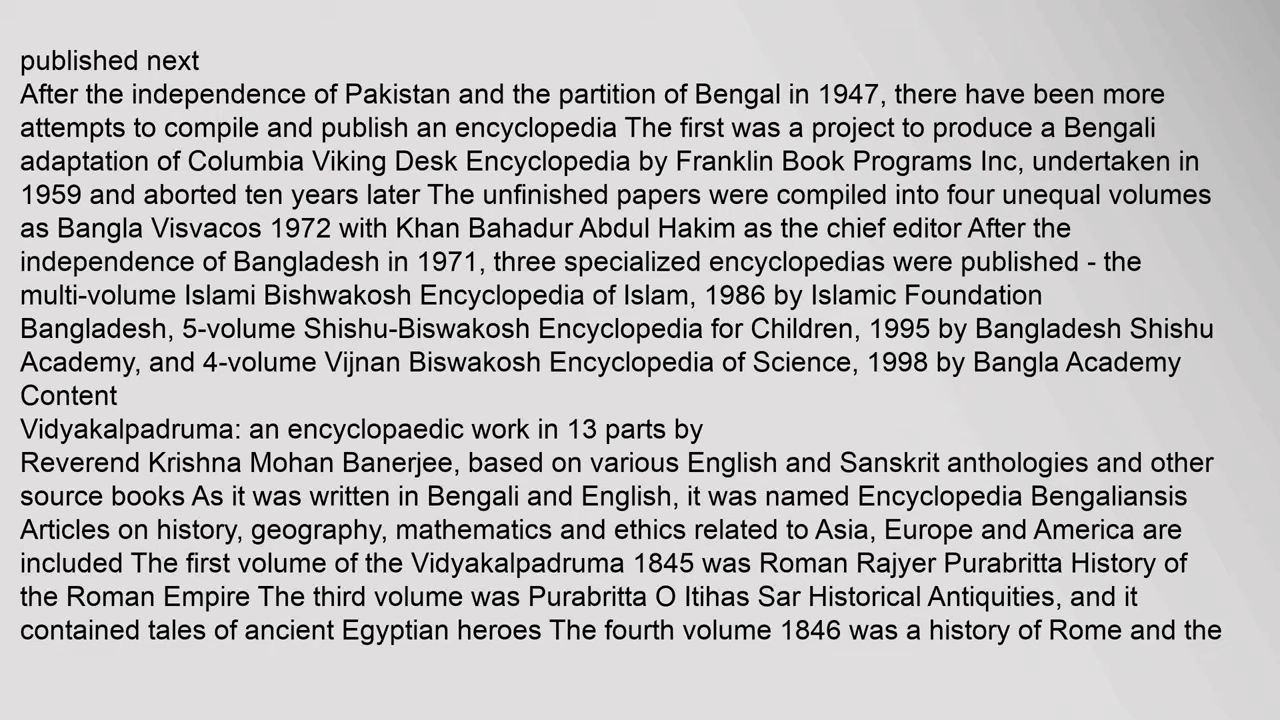 published next
After the independence of Pakistan and the partition of Bengal in 1947, there have been more
attempts to compile and publish an encyclopedia The first was a project to produce a Bengali
adaptation of Columbia Viking Desk Encyclopedia by Franklin Book Programs Inc, undertaken in
1959 and aborted ten years later The unfinished papers were compiled into four unequal volumes
as Bangla Visvacos 1972 with Khan Bahadur Abdul Hakim as the chief editor After the
independence of Bangladesh in 1971, three specialized encyclopedias were published - the
multi-volume Islami Bishwakosh Encyclopedia of Islam, 1986 by Islamic Foundation
Bangladesh, 5-volume Shishu-Biswakosh Encyclopedia for Children, 1995 by Bangladesh Shishu
Academy, and 4-volume Vijnan Biswakosh Encyclopedia of Science, 1998 by Bangla Academy
Content
Vidyakalpadruma: an encyclopaedic work in 13 parts by
Reverend Krishna Mohan Banerjee, based on various English and Sanskrit anthologies and other
source books As it was written in Bengali and English, it was named Encyclopedia Bengaliansis
Articles on history, geography, mathematics and ethics related to Asia, Europe and America are
included The first volume of the Vidyakalpadruma 1845 was Roman Rajyer Purabritta History of
the Roman Empire The third volume was Purabritta O Itihas Sar Historical Antiquities, and it
contained tales of ancient Egyptian heroes The fourth volume 1846 was a history of Rome and the